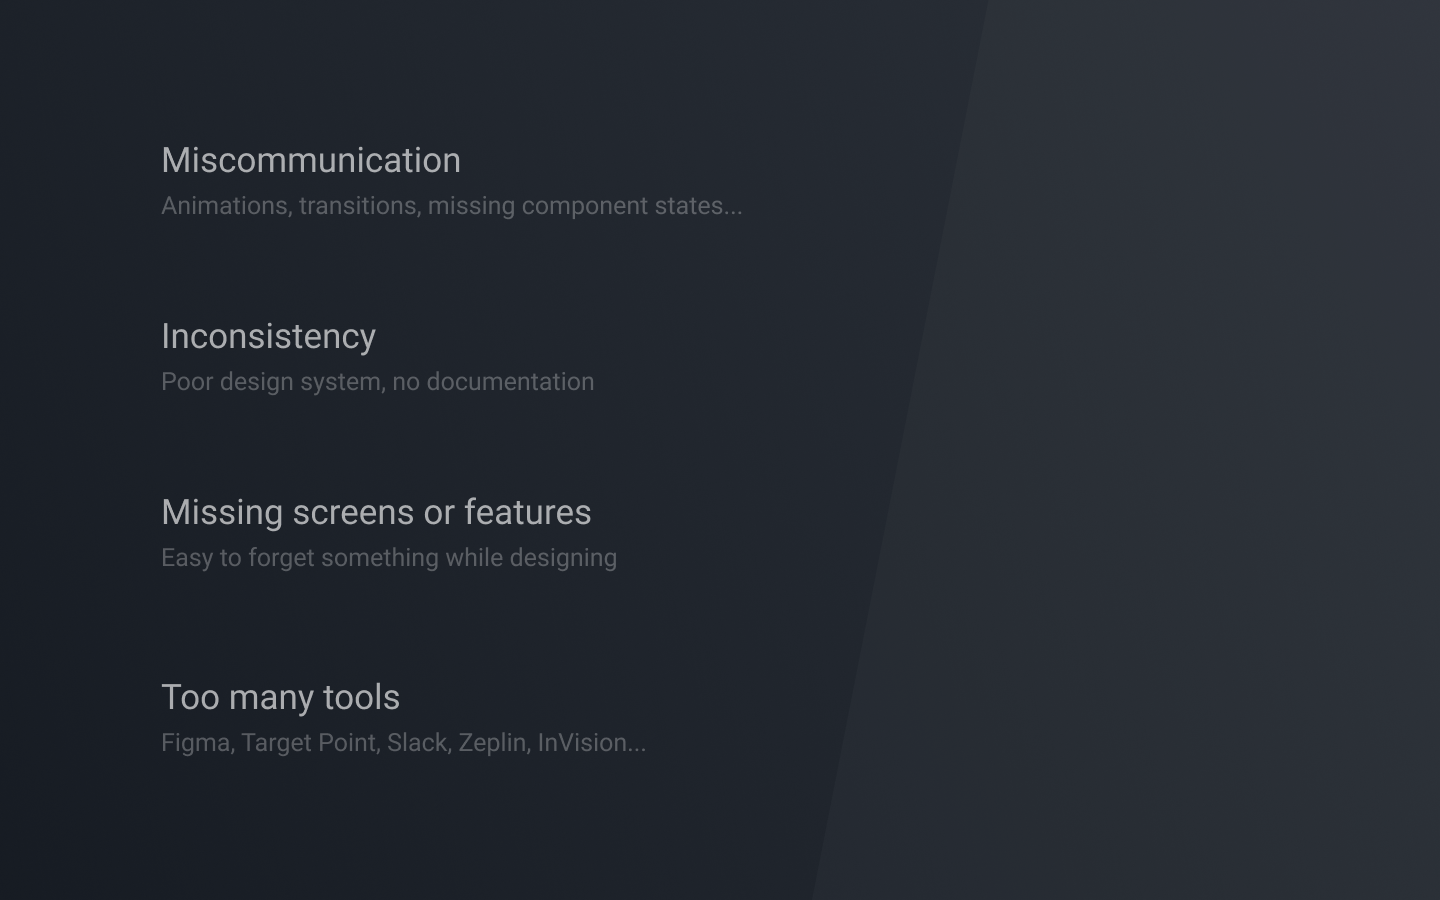 Miscommunication
Animations, transitions, missing component states...
Inconsistency
Poor design system, no documentation
Missing screens or features
Easy to forget something while designing
Too many tools
Figma, Target Point, Slack, Zeplin, InVision...